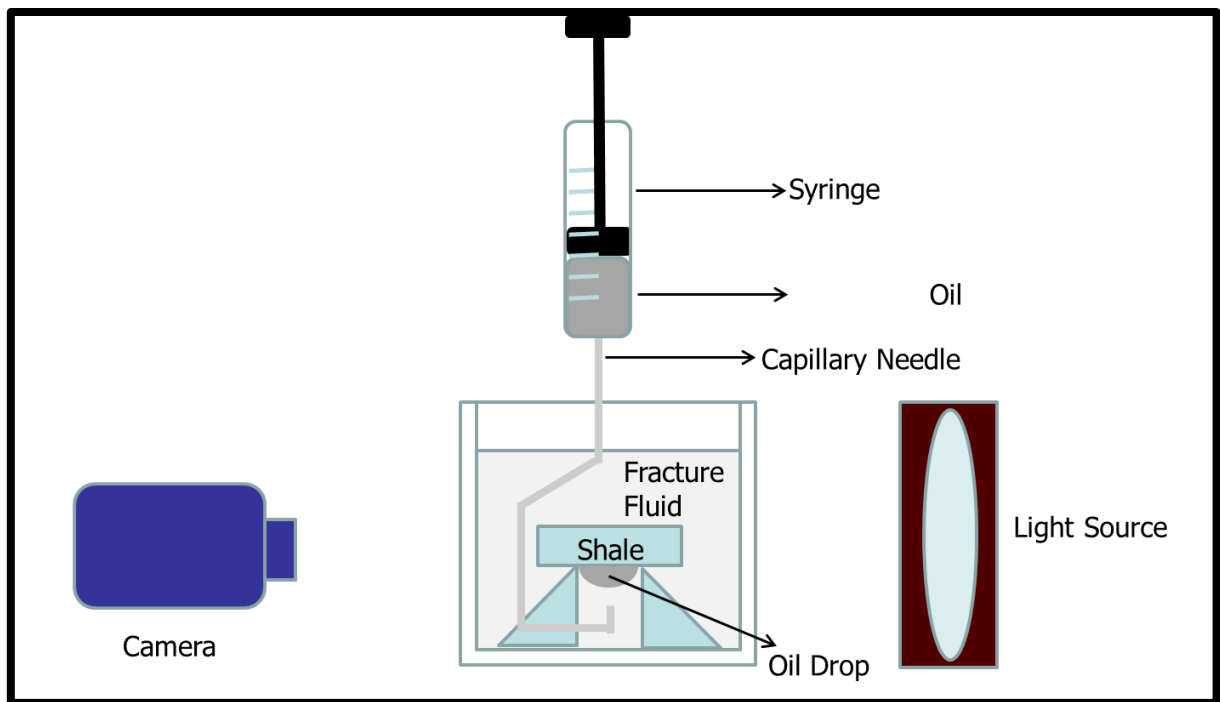 Syringe
Oil
Capillary Needle
Fracture
Fluid
Shale
Light Source
Camera
Oil Drop